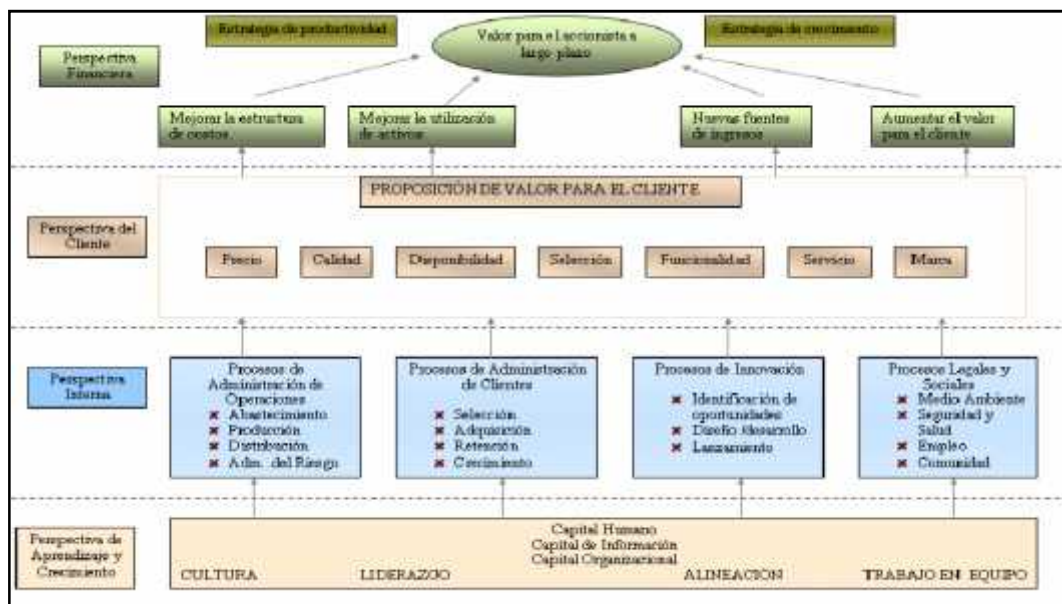 Estrategia de productividad
Valor para el accionista a
largo plazo
Estrategia de crecimiento
Perspectiva
Financiera
Mejorar la estructura
de costos
Mejorar la utilización
de activos
Nuevas fuentes
de ingresos
Aumentar el valor
para el cliente
PROPOSICIÓN DE VALOR PARA EL CLIENTE
Perspectiva del
Cliente
Precio
Calidad
Disponibilidad
Selección
Funcionalidad
Servicio
Marca
Perspectiva
Interna
Procesos de
Administración de
Operaciones
Abastecimiento
Producción
Distribución
Adm. del Riesgo
Procesos de Administración
de Clientes
Selección
Adquisición
Retención
Crecimiento
Procesos de Innovación
Identificación de
oportunidades
Diseño /desarrollo
Lanzamiento
Procesos Legales y
Sociales
Medio Ambiente
Seguridad y
Salud
Empleo
Comunidad
Perspectiva de
Aprendizaje y
Crecimiento
Capital Humano
Capital de Información
Capital Organizacional
CULTURA
LIDERAZGO
ALINEACIÓN
TRABAJO EN EQUIPO